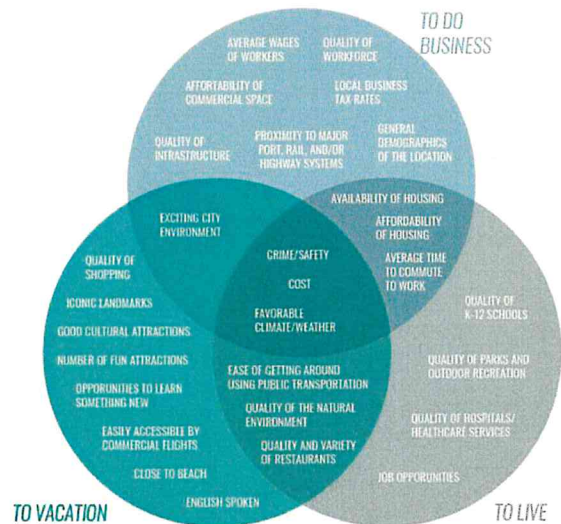 TO DO
BUSINESS
AVERAGE WAGES
OF WORKERS
QUALITY OF
WORKFORCE
AFFORTABILITY OF
COMMERCIAL SPACE
LOCAL BUSINESS
TAX RATES
QUALITY OF
INFRASTRUCTURE
PROXIMITY TO MAJOR
PORT, RAIL, AND/OR
HIGHWAY SYSTEMS
GENERAL
DEMOGRAPHICS
OF THE LOCATION
AVAILABILITY OF HOUSING
AFFORDABILITY
OF HOUSING
AVERAGE TIME
TO COMMUTE
TO WORK
EXCITING CITY
ENVIRONMENT
CRIME/SAFETY
COST
FAVORABLE
CLIMATE/WEATHER
QUALITY OF
SHOPPING
ICONIC LANDMARKS
GOOD CULTURAL ATTRACTIONS
NUMBER OF FUN ATTRACTIONS
OPPORUNITIES TO LEARN
SOMETHING NEW
EASILY ACCESSIBLE BY
COMMERCIAL FLIGHTS
CLOSE TO BEACH
ENGLISH SPOKEN
EASE OF GETTING AROUND
USING PUBLIC TRANSPORTATION
QUALITY OF THE NATURAL
ENVIRONMENT
QUALITY AND VARIETY
OF RESTAURANTS
QUALITY OF
K-12 SCHOOLS
QUALITY OF PARKS AND
OUTDOOR RECREATION
QUALITY OF HOSPITALS/
HEALTHCARE SERVICES
JOB OPPORUNITIES
TO VACATION
TO LIVE